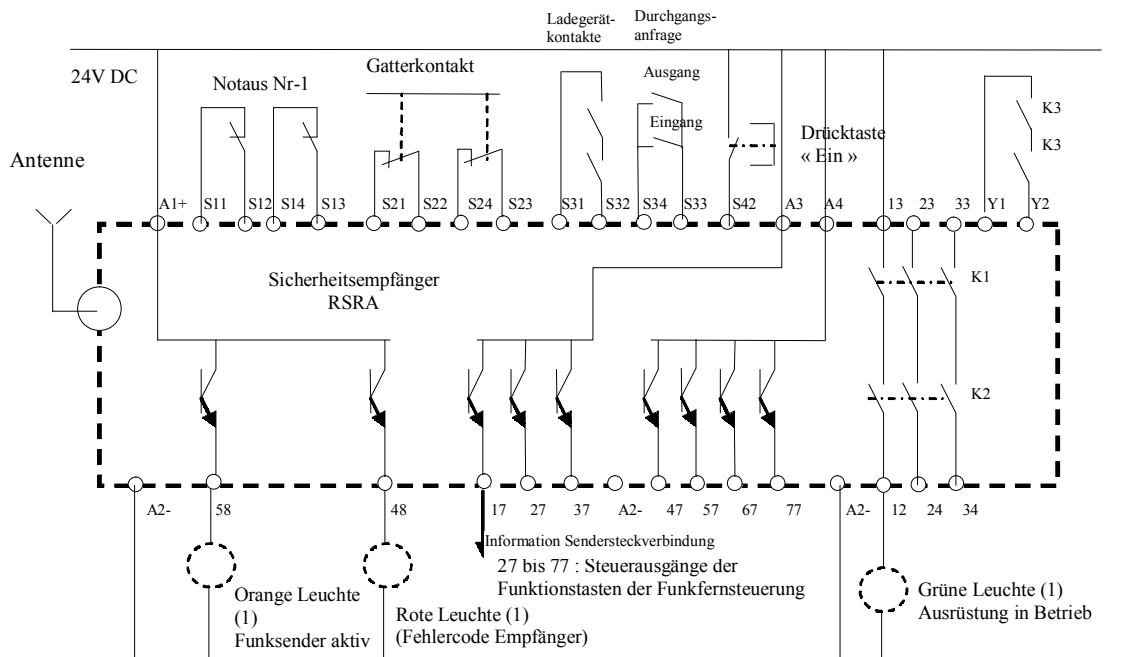 Ladegerät-
kontakte
Durchgangs-
anfrage
24V DC
Notaus Nr-1
Gatterkontakt
Ausgang
Eingang
Drücktaste
« Ein »
K3
K3
Antenne
A1+ S11 S12 S14 S13 S21 S22 S24 S23 S31 S32 S34 S33 S42 A3 A4 13 23 33 Y1 Y2
Sicherheitsempfänger
RSRA
K1
K2
A2- 58 48 17 27 37 A2- 47 57 67 77 A2- 12 24 34
Information Sendersteckverbindung
27 bis 77 : Steuerausgänge der
Funktionstasten der Funkfernsteuerung
Orange Leuchte
(1)
Funksender aktiv
Rote Leuchte (1)
(Fehlercode Empfänger)
Grüne Leuchte (1)
Ausrüstung in Betrieb